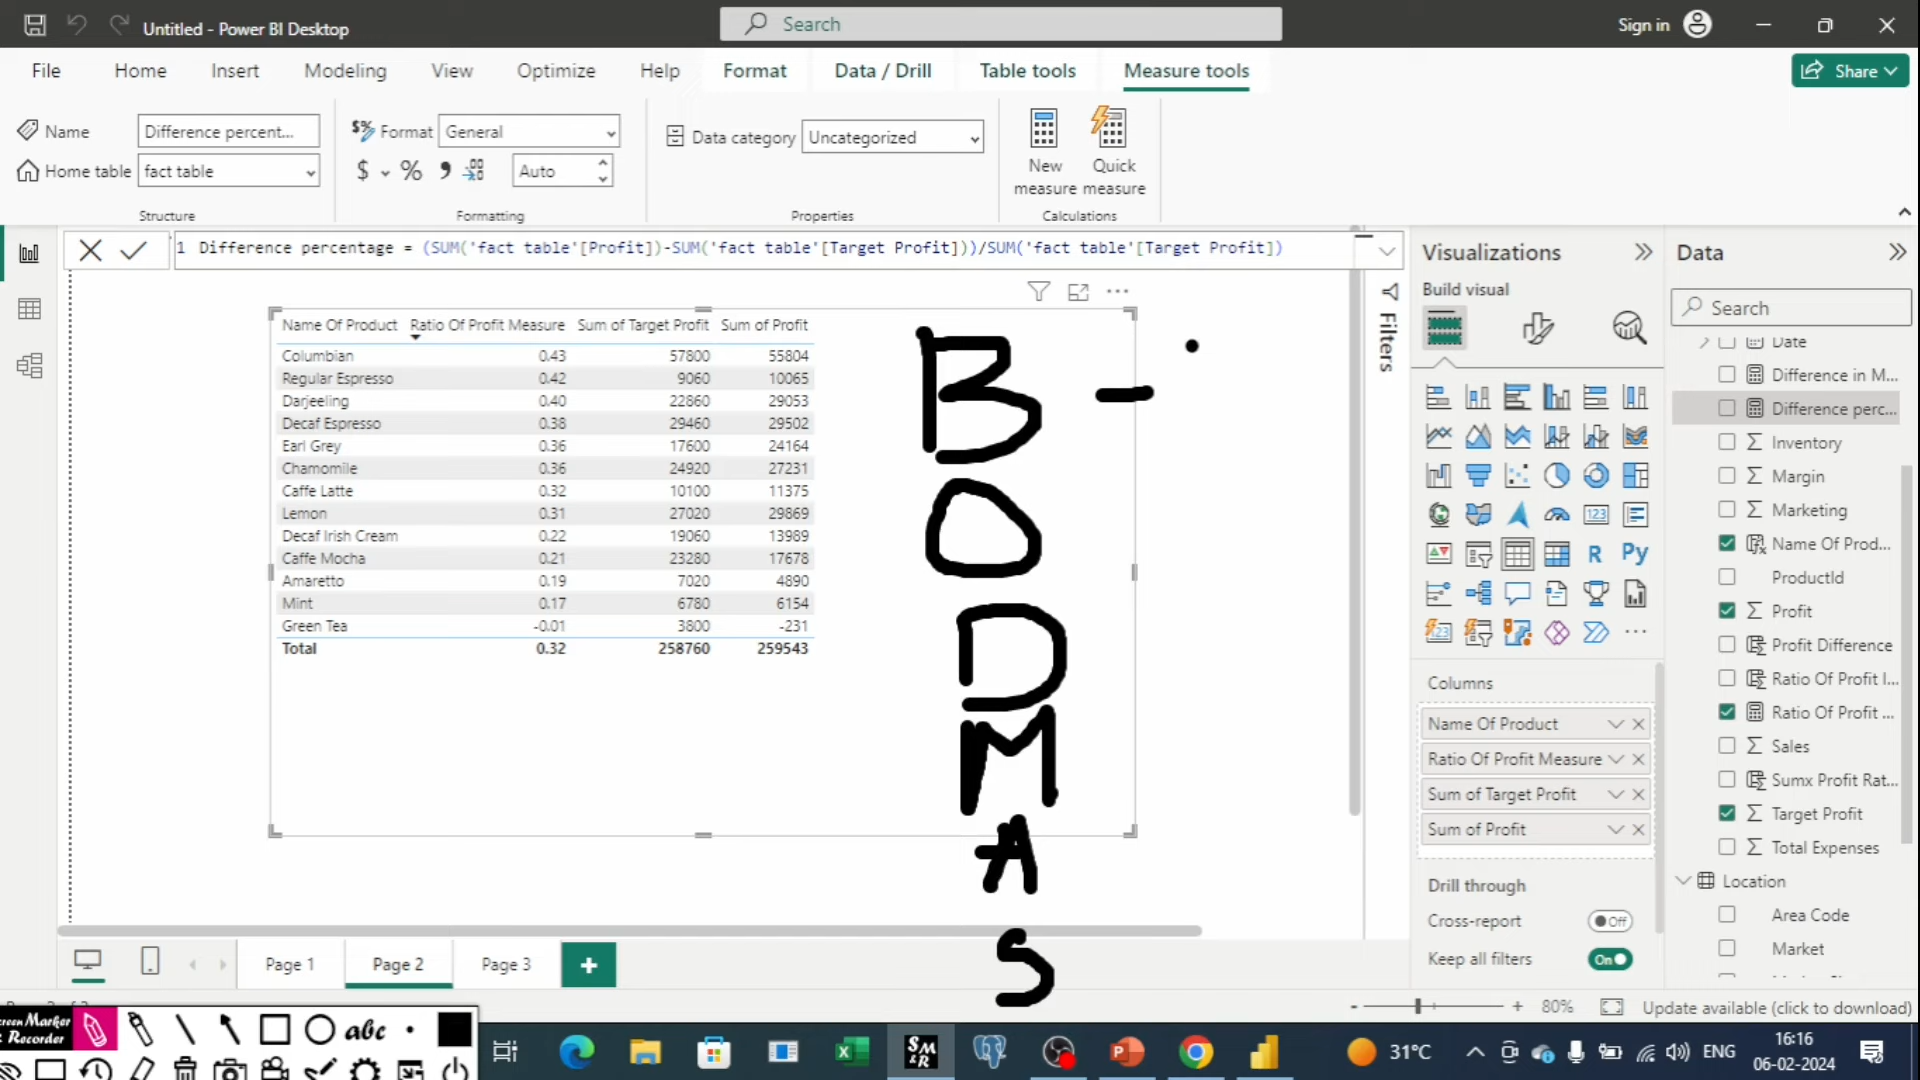 Untitled - Power BI Desktop
Search
Sign in
File Home Insert Modeling View Optimize Help Format Data / Drill Table tools Measure tools
Share
Name Difference percent... $% Format General Data category Uncategorized New measure Quick measure
Home table fact table $ % Auto
Structure Formatting Properties Calculations
1 Difference percentage = (SUM('fact table'[Profit])-SUM('fact table'[Target Profit]))/SUM('fact table'[Target Profit])
Name Of Product Ratio Of Profit Measure Sum of Target Profit Sum of Profit
Columbian 0.43 57800 55804
Regular Espresso 0.42 9060 10065
Darjeeling 0.40 22860 29053
Decaf Espresso 0.38 29460 29502
Earl Grey 0.36 17600 24164
Chamomile 0.36 24920 27231
Caffe Latte 0.32 10100 11375
Lemon 0.31 27020 29869
Decaf Irish Cream 0.22 19060 13989
Caffe Mocha 0.21 23280 17678
Amaretto 0.19 7020 4890
Mint 0.17 6780 6154
Green Tea -0.01 3800 -231
Total 0.32 258760 259543
B -
O
D
M
A
S
Filters
Visualizations
Build visual
123
R Py
123
Columns
Name Of Product
Ratio Of Profit Measure
Sum of Target Profit
Sum of Profit
Drill through
Cross-report Off
Keep all filters On
Data
Search
Date
Difference in M...
Difference perc...
Inventory
Margin
Marketing
Name Of Prod...
ProductId
Profit
Profit Difference
Ratio Of Profit I...
Ratio Of Profit ...
Sales
Sumx Profit Rat...
Target Profit
Total Expenses
Location
Area Code
Market
Page 1 Page 2 Page 3 +
- + 80% Update available (click to download)
Screen Marker
& Recorder
abc
SM
&R
31°C ENG 16:16
06-02-2024